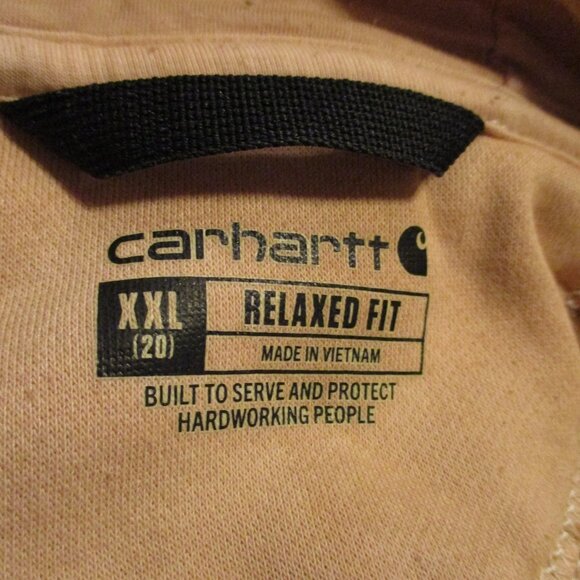 carhartt
XXL
(20)
RELAXED FIT
MADE IN VIETNAM
BUILT TO SERVE AND PROTECT
HARDWORKING PEOPLE